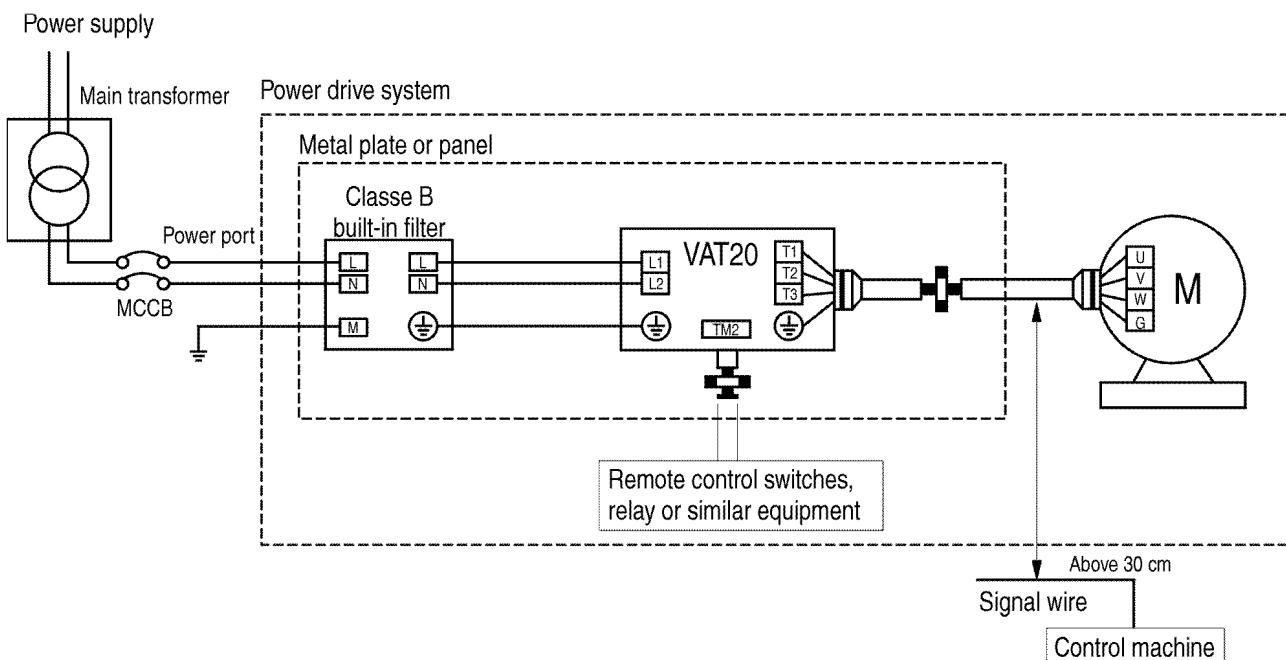 Power supply
Main transformer
Power drive system
Metal plate or panel
Classe B
built-in filter
Power port
MCCB
L
N
M
L
N
L1
L2
VAT20
T1
T2
T3
TM2
U
V
W
G
M
Remote control switches,
relay or similar equipment
Above 30 cm
Signal wire
Control machine